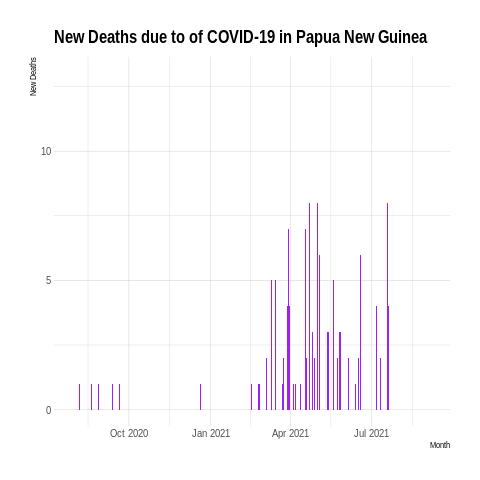 New Deaths due to of COVID-19 in Papua New Guinea
New Deaths
10
5
0
Oct 2020
Jan 2021
Apr 2021
Jul 2021
Month